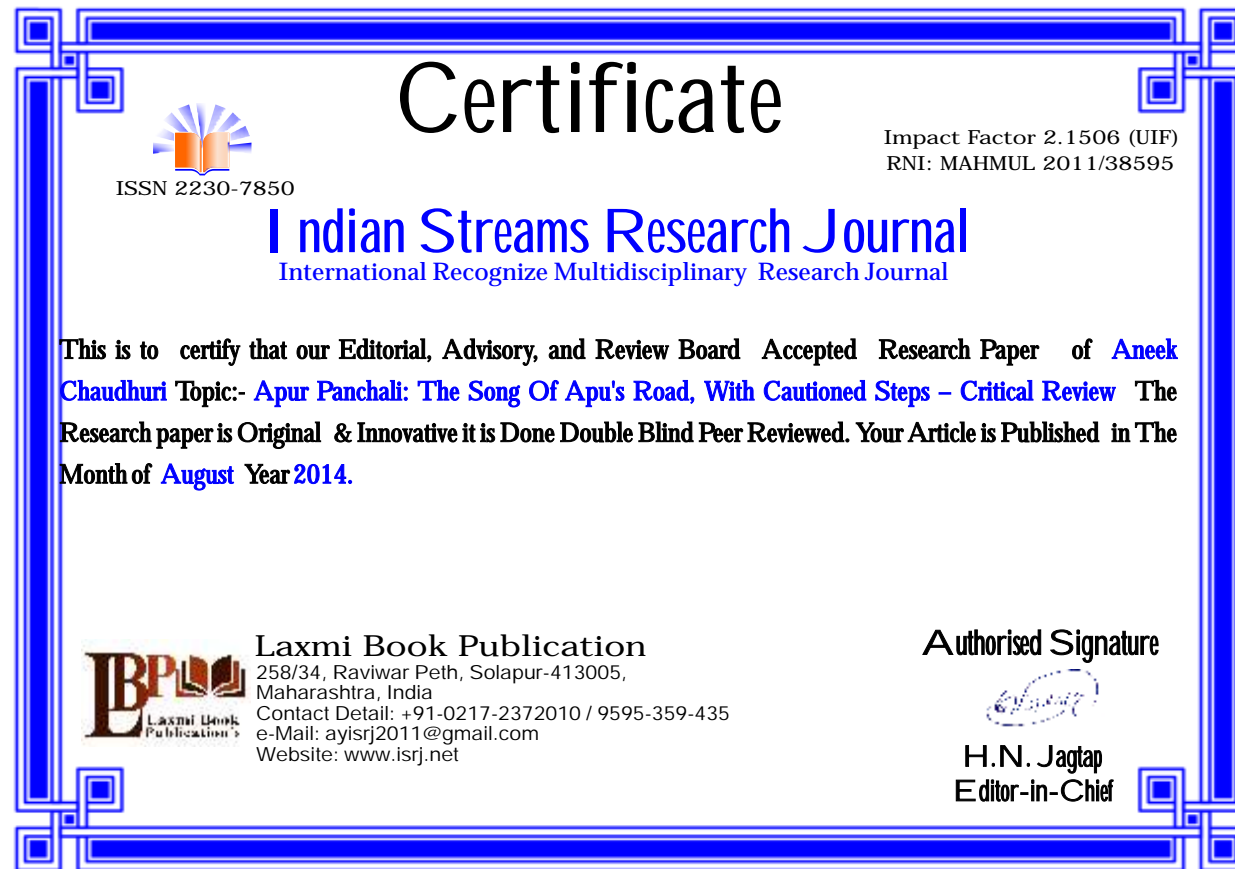 Certificate
Impact Factor 2.1506 (UIF)
RNI: MAHMUL 2011/38595
ISSN 2230-7850
Indian Streams Research Journal
International Recognize Multidisciplinary Research Journal
This is to certify that our Editorial, Advisory, and Review Board Accepted Research Paper of Aneek
Chaudhuri Topic:- Apur Panchali: The Song Of Apu's Road, With Cautioned Steps – Critical Review The
Research paper is Original & Innovative it is Done Double Blind Peer Reviewed. Your Article is Published in The
Month of August Year 2014.
LBP
Laxmi Book
Publication's
Laxmi Book Publication
258/34, Raviwar Peth, Solapur-413005,
Maharashtra, India
Contact Detail: +91-0217-2372010 / 9595-359-435
e-Mail: ayisrj2011@gmail.com
Website: www.isrj.net
Authorised Signature
H.N. Jagtap
Editor-in-Chief